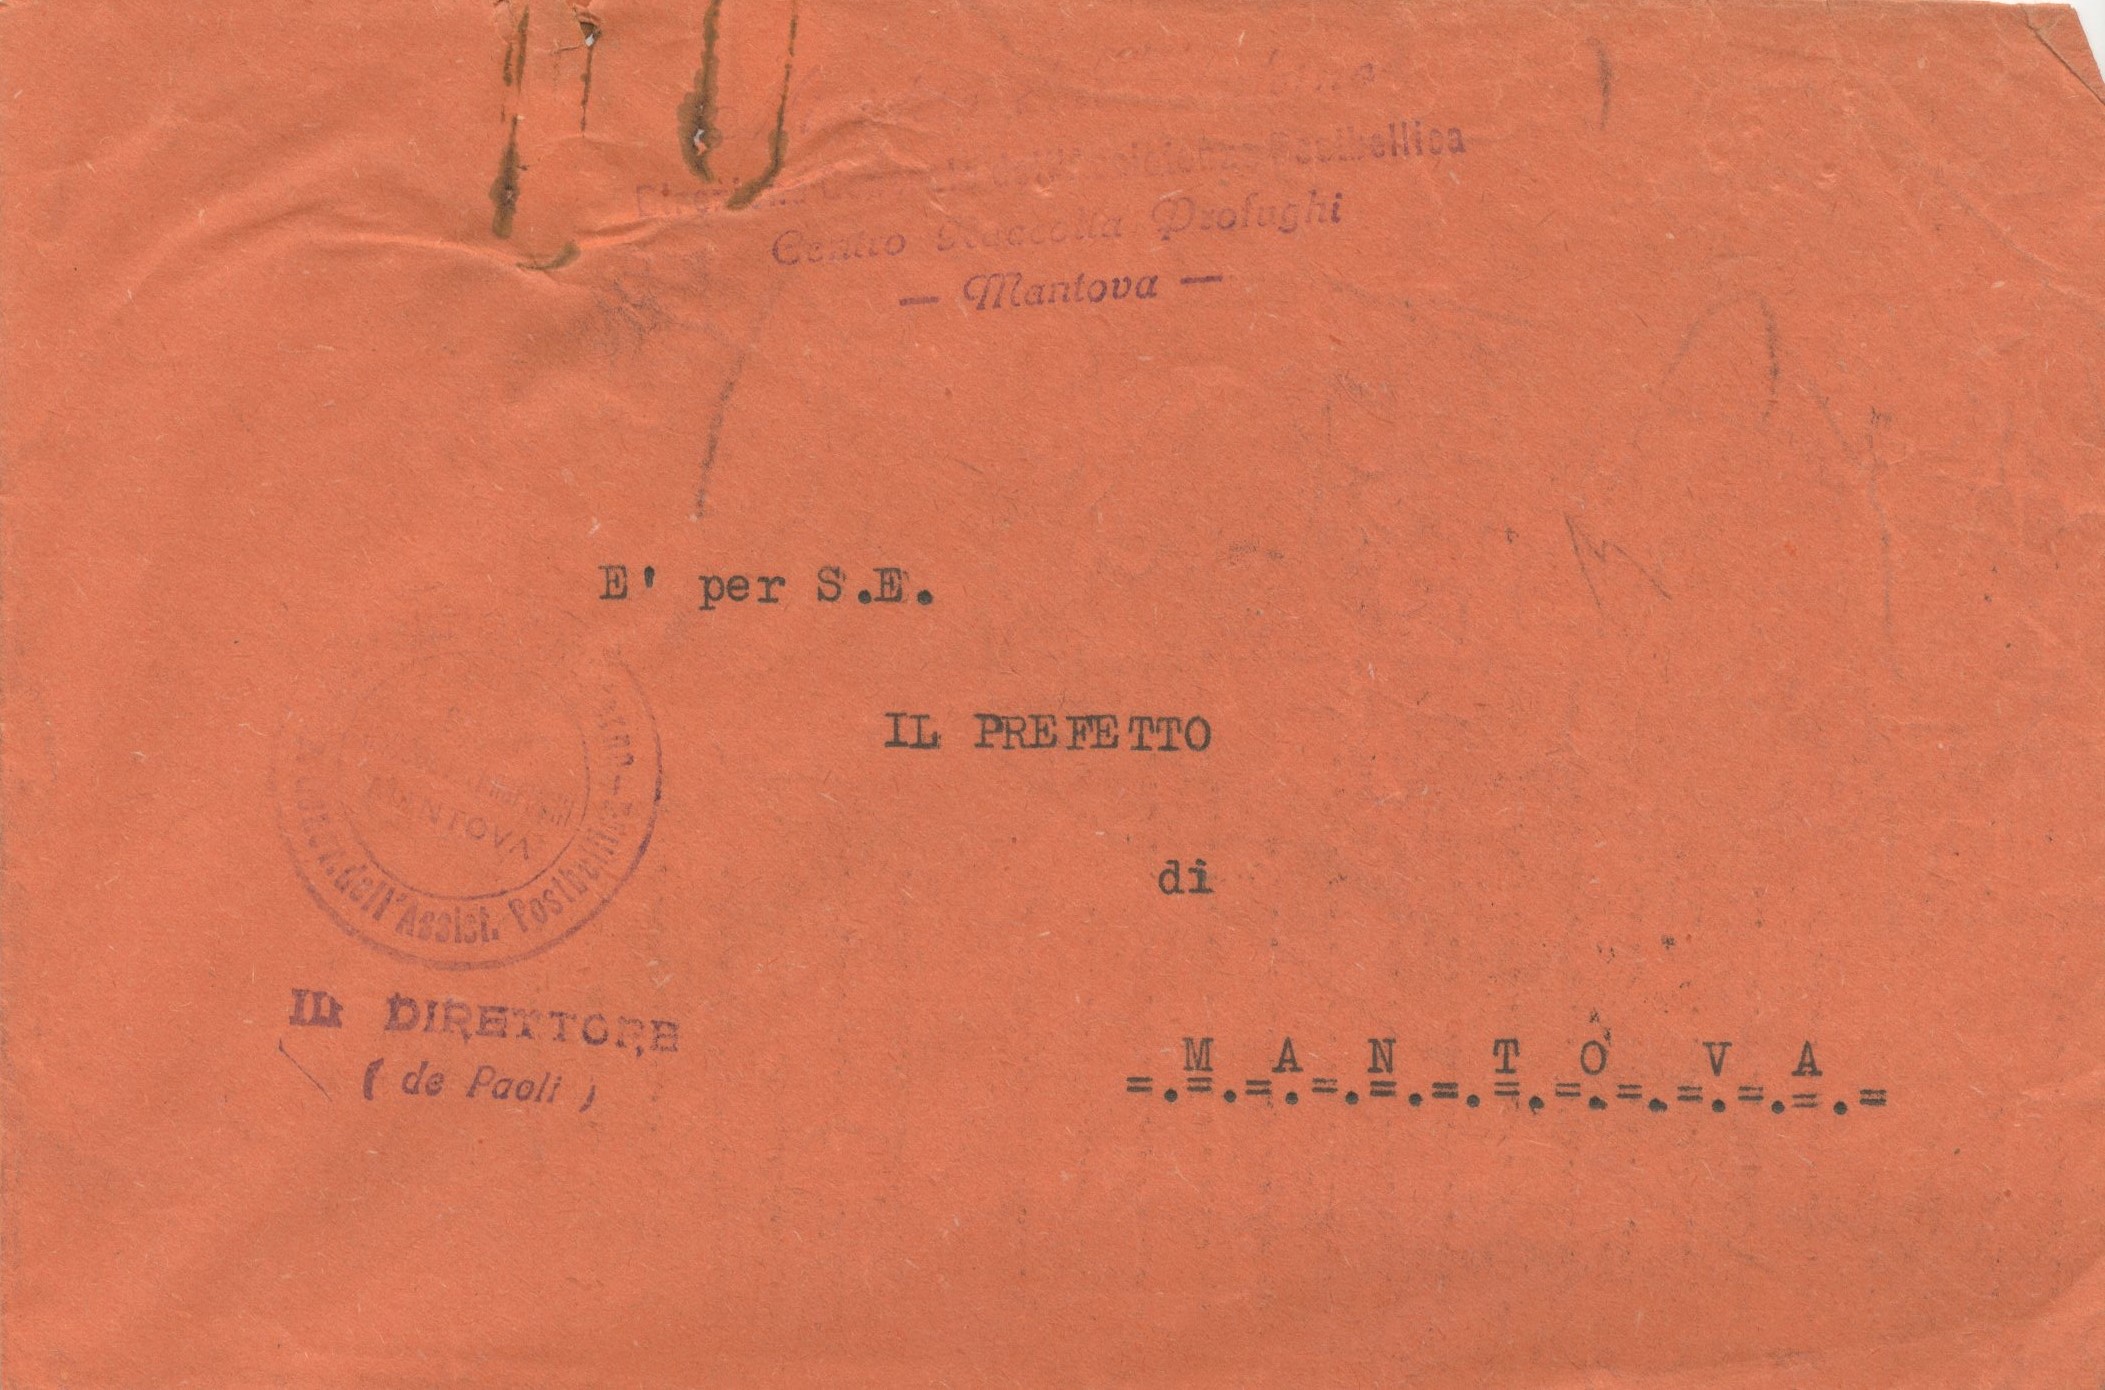 Postbellica
Centro Raccolta Profughi
— Mantova —
E' per S.E.
IL PREFETTO
di
M A N T O V A
=.=.=.=.=.=.=.=.=.=.=.=.=
MANTOVA
dell'Assist. Postbellica
IL DIRETTORE
( de Paoli )